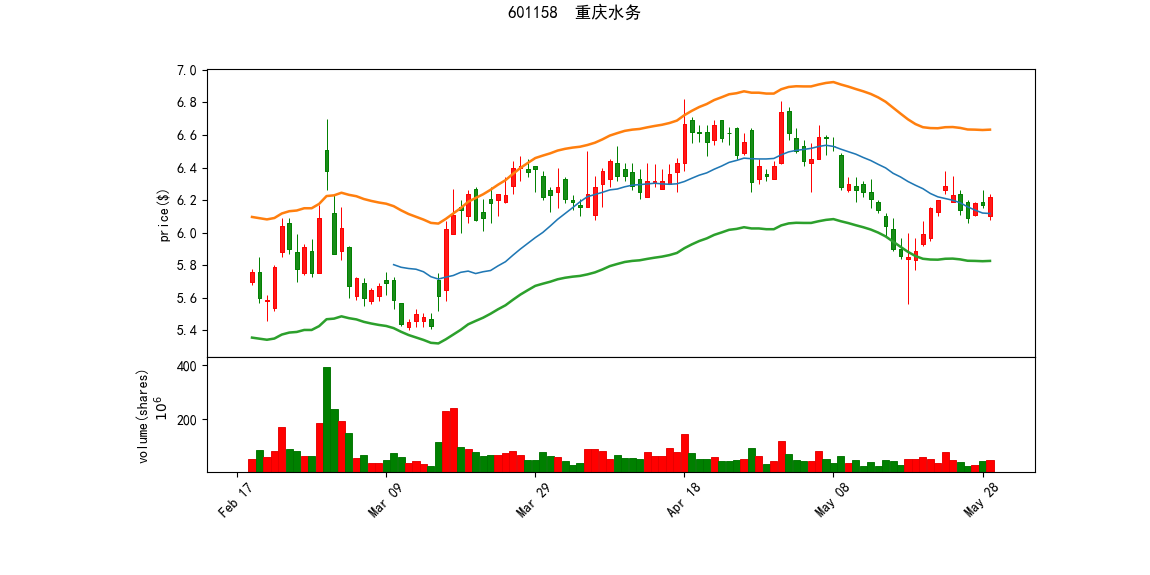 601158 重庆水务
7.0
6.8
6.6
6.4
6.2
6.0
5.8
5.6
5.4
price($)
400
200
volume(shares)
10^6
Feb 17
Mar 09
Mar 29
Apr 18
May 08
May 28